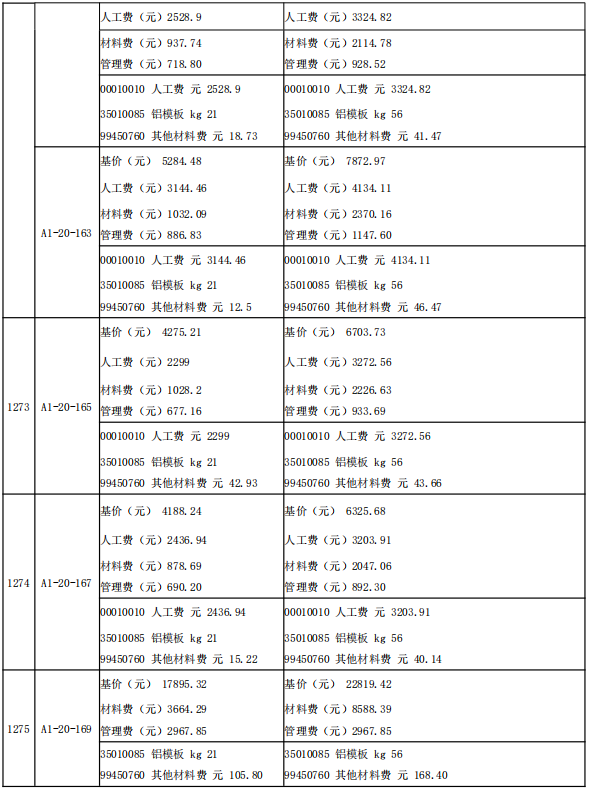 人工费（元）2528.9 人工费（元）3324.82
材料费（元）937.74 材料费（元）2114.78
管理费（元）718.80 管理费（元）928.52
00010010 人工费 元 2528.9 00010010 人工费 元 3324.82
35010085 铝模板 kg 21 35010085 铝模板 kg 56
99450760 其他材料费 元 18.73 99450760 其他材料费 元 41.47
基价（元） 5284.48 基价（元） 7872.97
人工费（元）3144.46 人工费（元）4134.11
材料费（元）1032.09 材料费（元）2370.16
A1-20-163
管理费（元）886.83 管理费（元）1147.60
00010010 人工费 元 3144.46 00010010 人工费 元 4134.11
35010085 铝模板 kg 21 35010085 铝模板 kg 56
99450760 其他材料费 元 12.5 99450760 其他材料费 元 46.47
基价（元） 4275.21 基价（元） 6703.73
人工费（元）2299 人工费（元）3272.56
材料费（元）1028.2 材料费（元）2226.63
1273 A1-20-165
管理费（元）677.16 管理费（元）933.69
00010010 人工费 元 2299 00010010 人工费 元 3272.56
35010085 铝模板 kg 21 35010085 铝模板 kg 56
99450760 其他材料费 元 42.93 99450760 其他材料费 元 43.66
基价（元） 4188.24 基价（元） 6325.68
人工费（元）2436.94 人工费（元）3203.91
材料费（元）878.69 材料费（元）2047.06
1274 A1-20-167
管理费（元）690.20 管理费（元）892.30
00010010 人工费 元 2436.94 00010010 人工费 元 3203.91
35010085 铝模板 kg 21 35010085 铝模板 kg 56
99450760 其他材料费 元 15.22 99450760 其他材料费 元 40.14
基价（元） 17895.32 基价（元） 22819.42
材料费（元）3664.29 材料费（元）8588.39
1275 A1-20-169
管理费（元）2967.85 管理费（元）2967.85
35010085 铝模板 kg 21 35010085 铝模板 kg 56
99450760 其他材料费 元 105.80 99450760 其他材料费 元 168.40